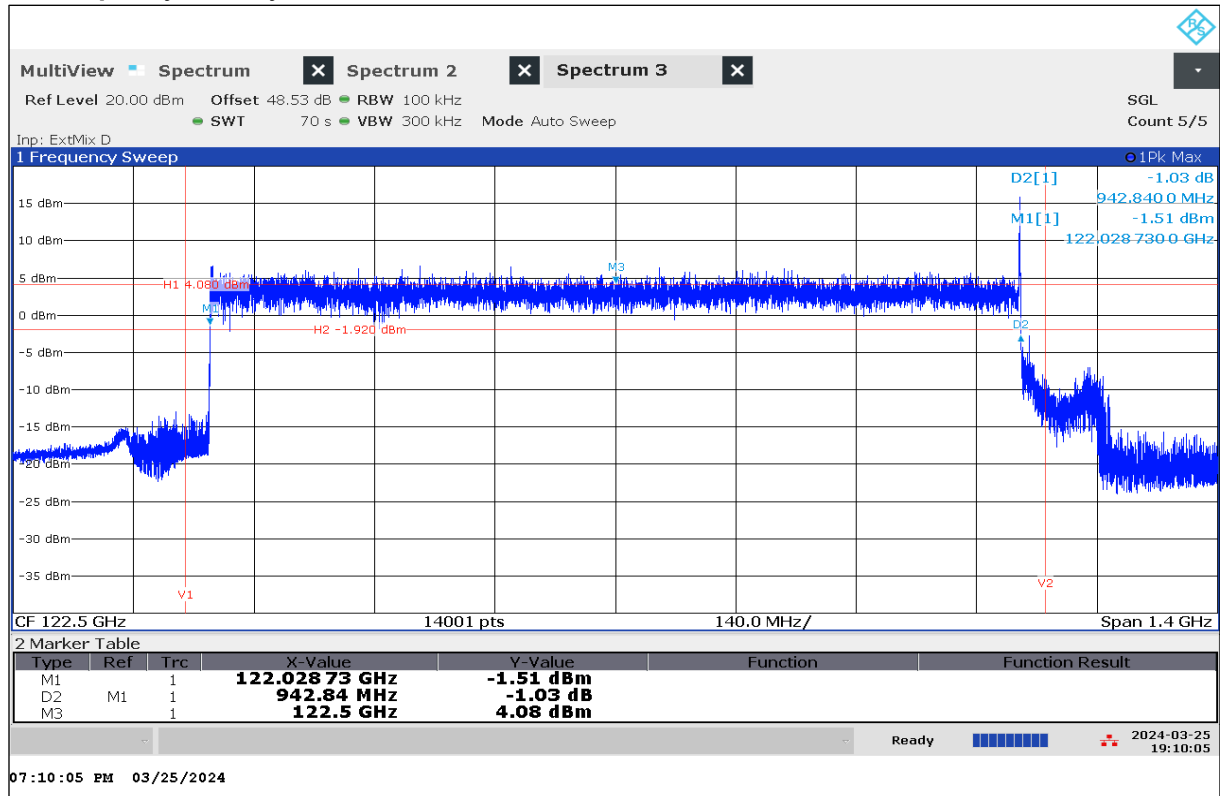 R&S
MultiView Spectrum X Spectrum 2 X Spectrum 3 X
Ref Level 20.00 dBm Offset 48.53 dB RBW 100 kHz SGL
SWT 70 s VBW 300 kHz Mode Auto Sweep Count 5/5
Inp: ExtMix D
1 Frequency Sweep 1Pk Max
D2[1] -1.03 dB
942.840 0 MHz
M1[1] -1.51 dBm
122.028 730 0 GHz
15 dBm
10 dBm
5 dBm
0 dBm
-5 dBm
-10 dBm
-15 dBm
-20 dBm
-25 dBm
-30 dBm
-35 dBm
M3
H1 4.080 dBm
M1
H2 -1.920 dBm
D2
V1
V2
CF 122.5 GHz 14001 pts 140.0 MHz/ Span 1.4 GHz
2 Marker Table
Type Ref Trc X-Value Y-Value Function Function Result
M1 1 122.028 73 GHz -1.51 dBm
D2 M1 1 942.84 MHz -1.03 dB
M3 1 122.5 GHz 4.08 dBm
Ready 2024-03-25
19:10:05
07:10:05 PM 03/25/2024